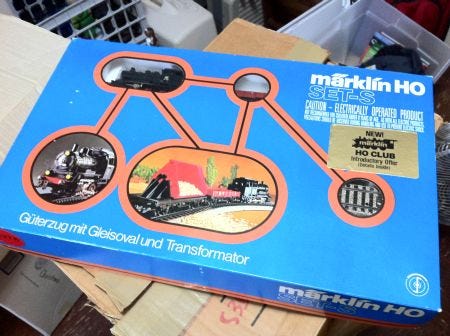 märklin HO
SET-S
CAUTION - ELECTRICALLY OPERATED PRODUCT
NEW!
märklin
HO CLUB
Introductory Offer
(Details Inside)
Güterzug mit Gleisoval und Transformator
märklin HO
SET-S